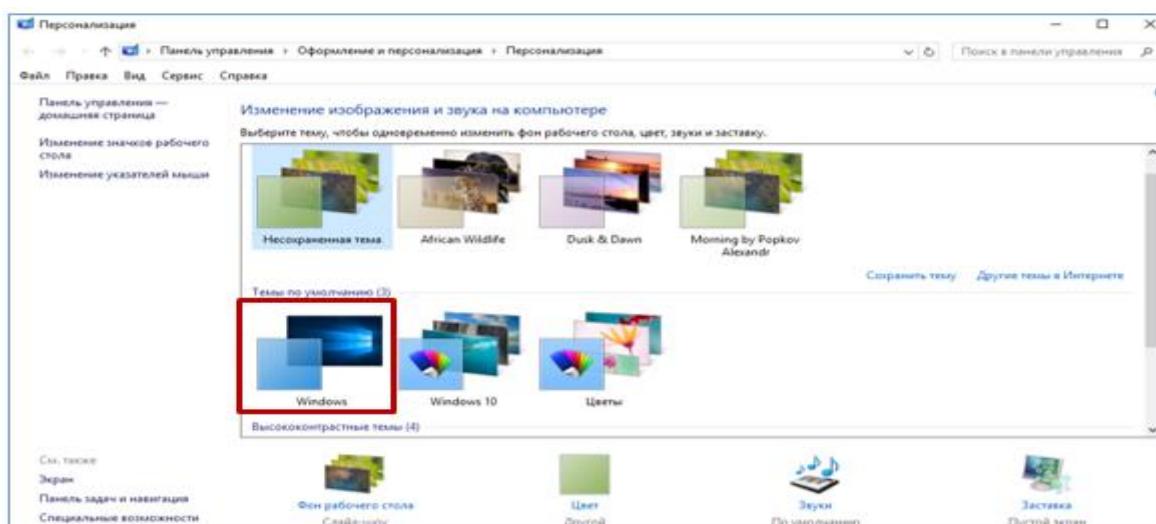 Персонализация
Панель управления › Оформление и персонализация › Персонализация
Поиск в панели управления
Файл Правка Вид Сервис Справка
Панель управления —
домашняя страница
Изменение значков рабочего
стола
Изменение указателей мыши
Изменение изображения и звука на компьютере
Выберите тему, чтобы одновременно изменить фон рабочего стола, цвет, звуки и заставку.
Несохраненная тема
African Wildlife
Dusk & Dawn
Morning by Popkov
Alexandr
Сохранить тему Другие темы в Интернете
Темы по умолчанию (3)
Windows
Windows 10
Цветы
Высококонтрастные темы (4)
См. также
Экран
Панель задач и навигация
Специальные возможности
Фон рабочего стола
Слайд-шоу
Цвет
Другой
Звуки
По умолчанию
Заставка
Пустой экран